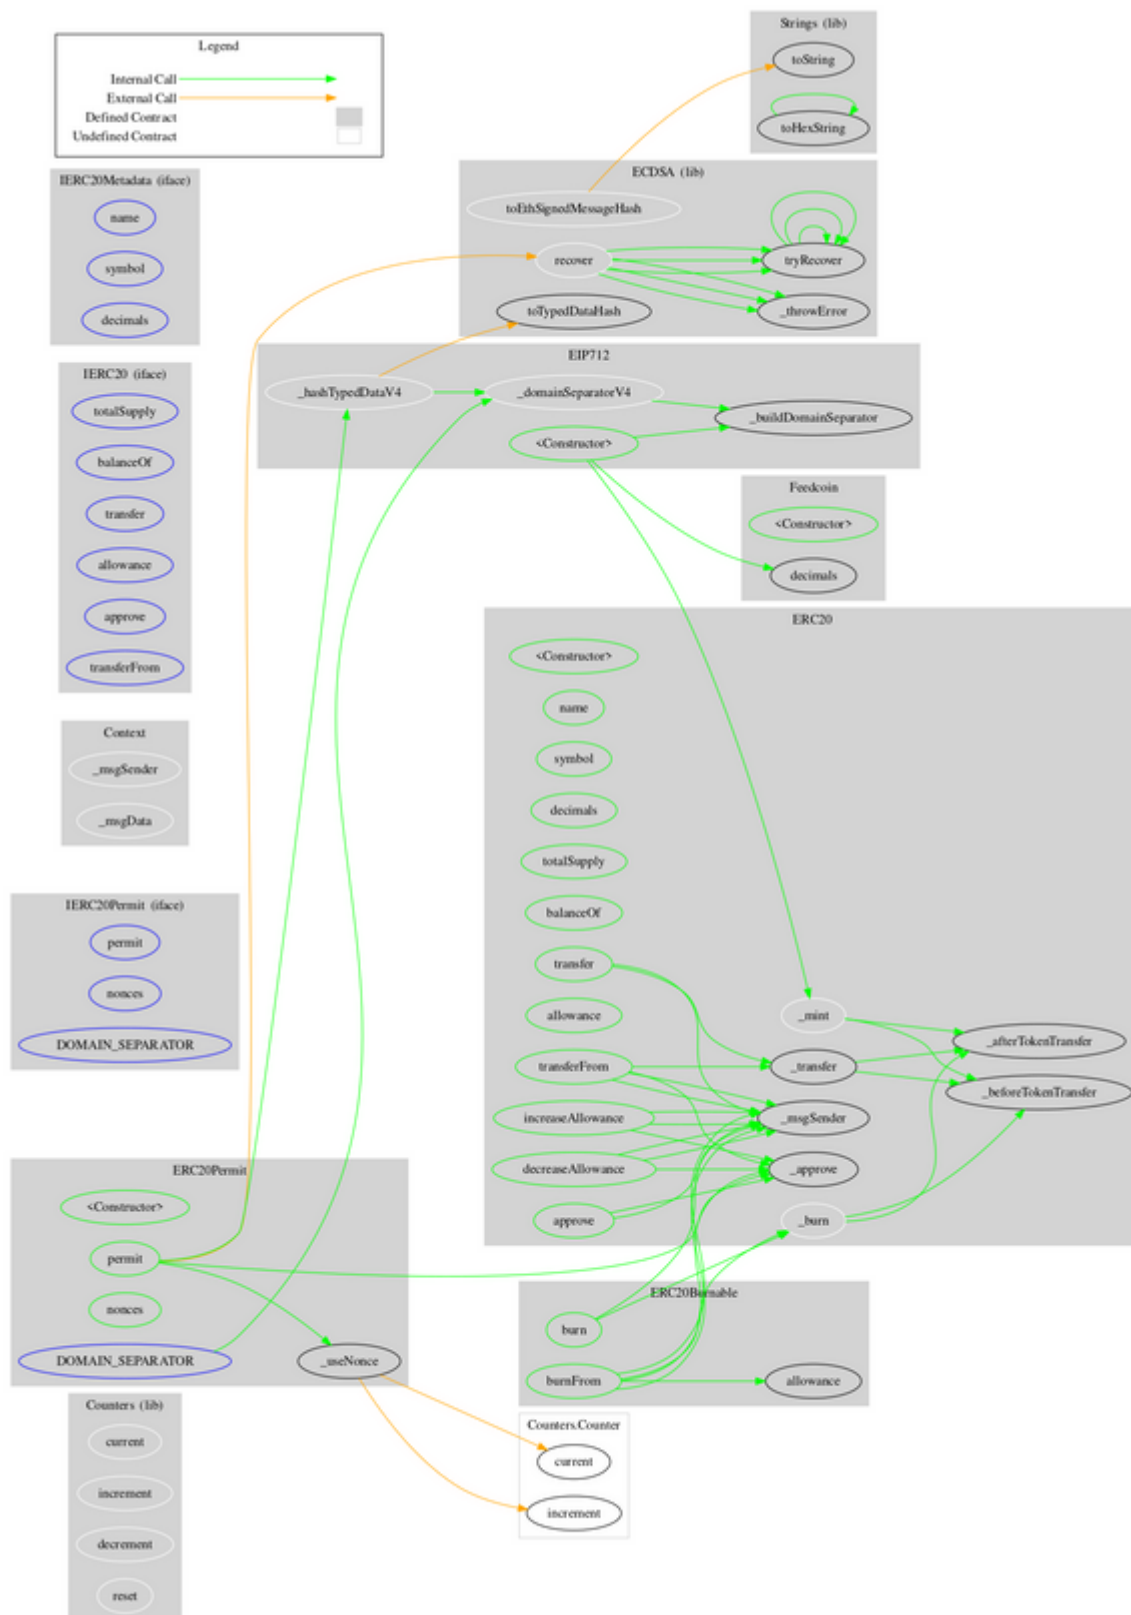 Legend
Internal Call
External Call
Defined Contract
Undefined Contract
IERC20Metadata (iface)
name
symbol
decimals
IERC20 (iface)
totalSupply
balanceOf
transfer
allowance
approve
transferFrom
Context
_msgSender
_msgData
IERC20Permit (iface)
permit
nonces
DOMAIN_SEPARATOR
ERC20Permit
<Constructor>
permit
nonces
DOMAIN_SEPARATOR
_useNonce
Counters (lib)
current
increment
decrement
reset
Strings (lib)
toString
toHexString
ECDSA (lib)
toEthSignedMessageHash
recover
tryRecover
toTypedDataHash
_throwError
EIP712
_hashTypedDataV4
_domainSeparatorV4
_buildDomainSeparator
<Constructor>
Feedcoin
<Constructor>
decimals
ERC20
<Constructor>
name
symbol
decimals
totalSupply
balanceOf
transfer
allowance
transferFrom
increaseAllowance
decreaseAllowance
approve
_mint
_transfer
_msgSender
_approve
_burn
_afterTokenTransfer
_beforeTokenTransfer
ERC20Burnable
burn
burnFrom
allowance
Counters.Counter
current
increment